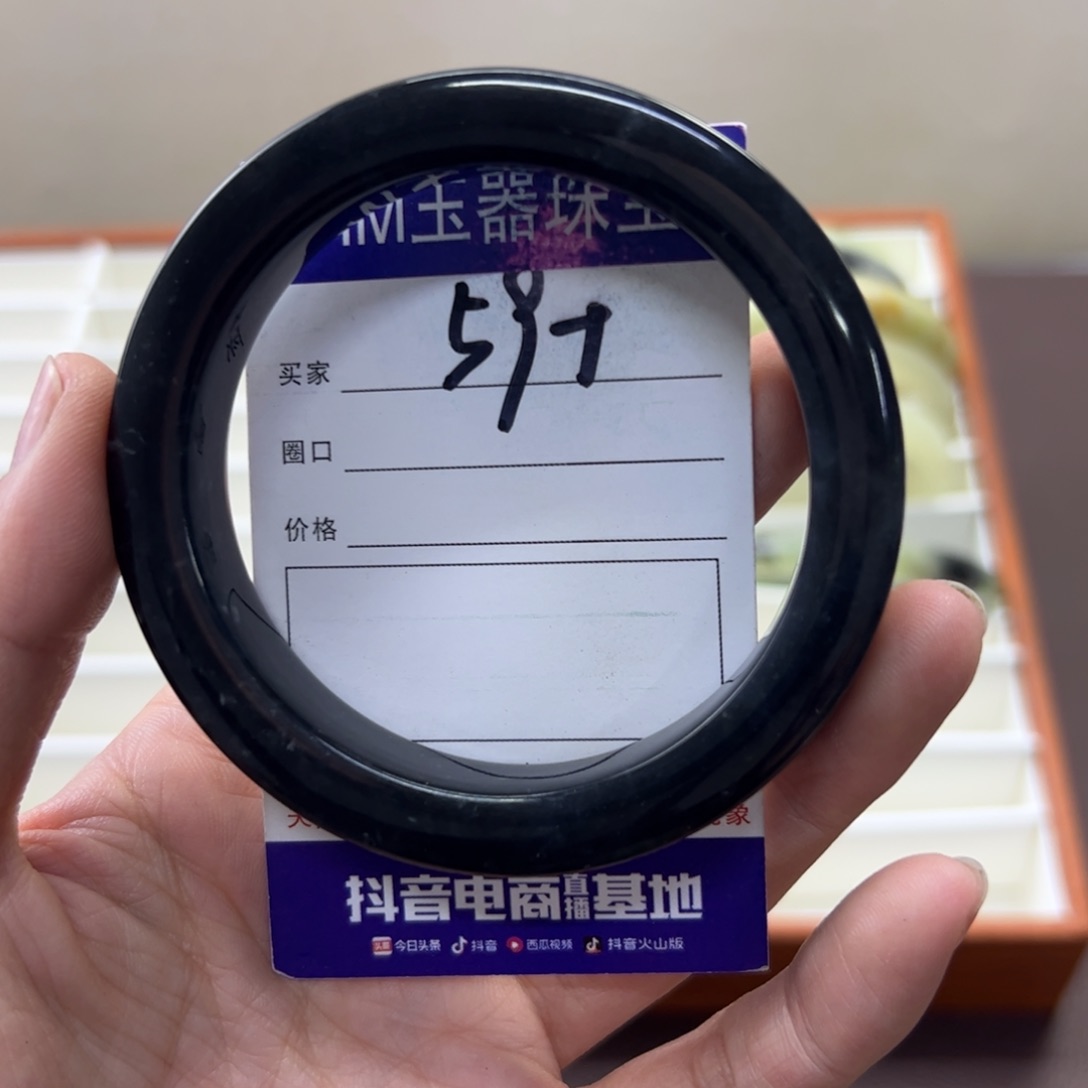 玉器珠宝
59+
买家
圈口
价格
抖音电商直播基地
今日头条 抖音 西瓜视频 抖音火山版